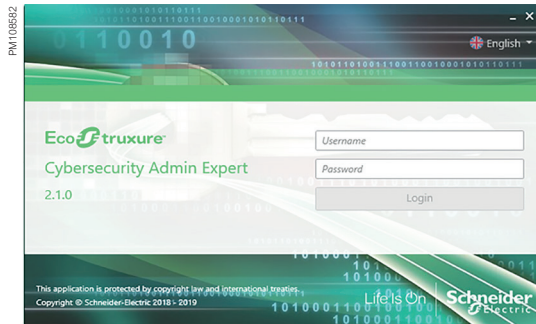 PM108582
0110010
English
EcoStruxure
Cybersecurity Admin Expert
2.1.0
Username
Password
Login
This application is protected by copyright law and international treaties.
Copyright © Schneider-Electric 2018 - 2019
Life Is On
Schneider
Electric